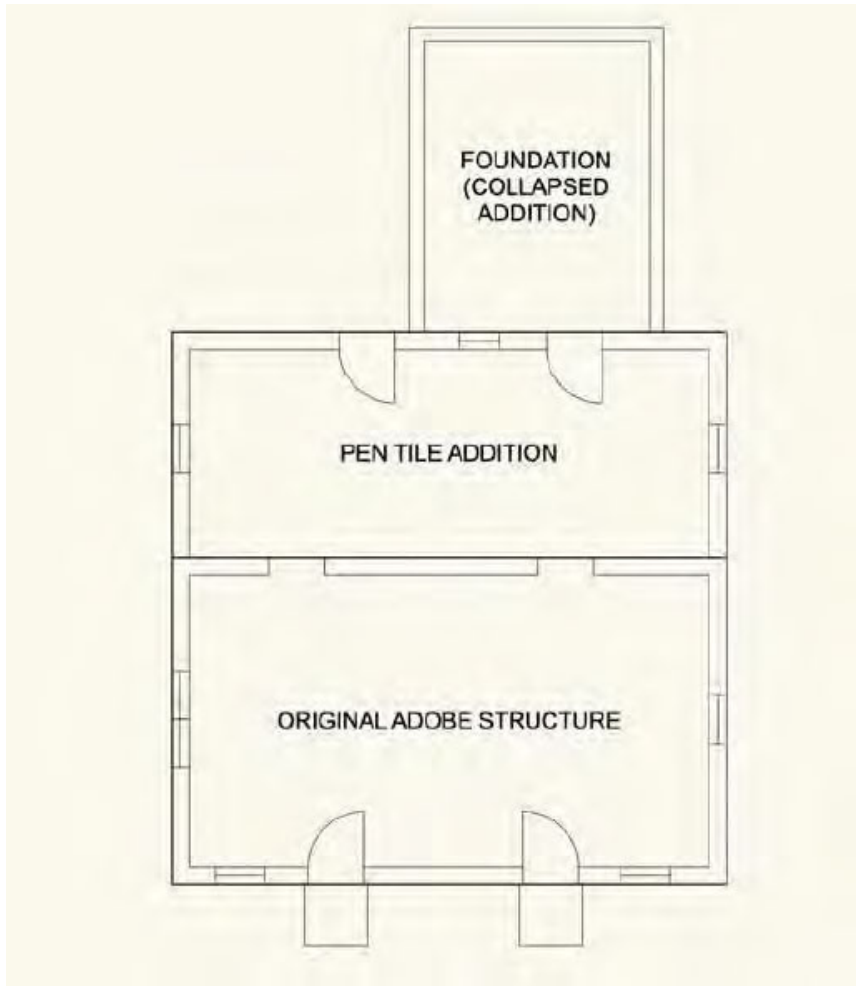 FOUNDATION
(COLLAPSED
ADDITION)
PEN TILE ADDITION
ORIGINAL ADOBE STRUCTURE